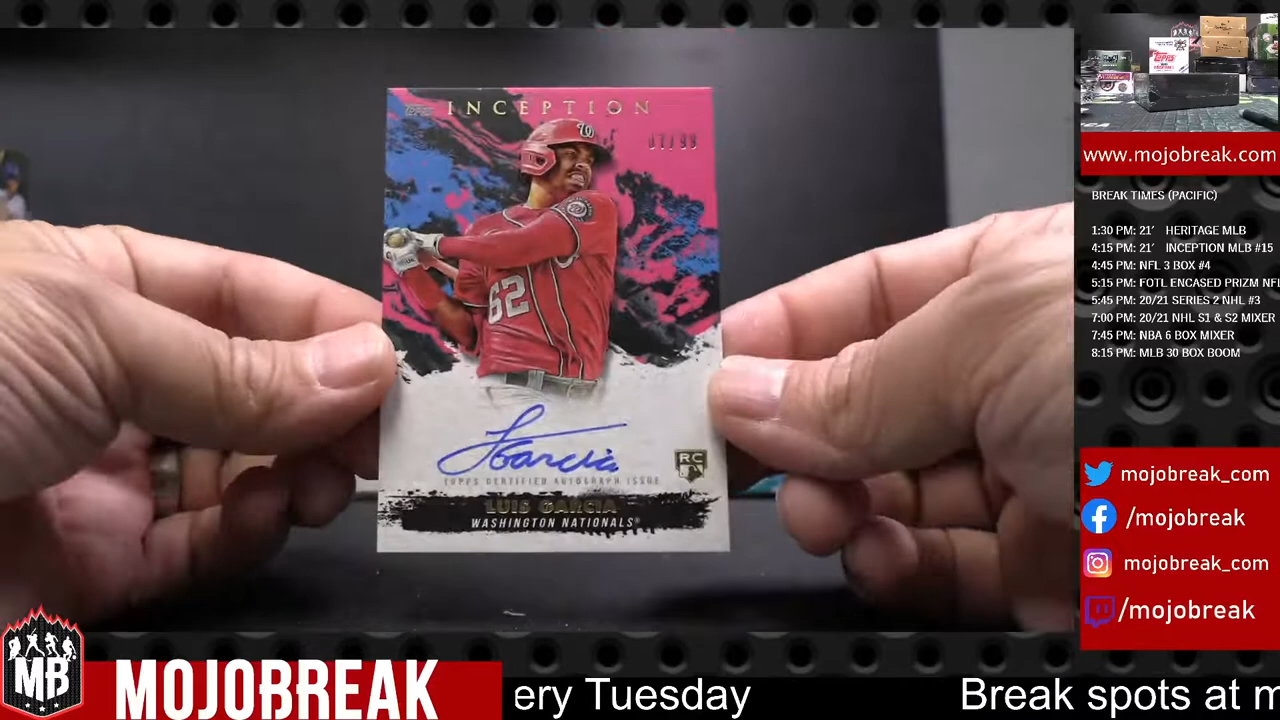 INCEPTION
62
Garcia
TOPPS CERTIFIED AUTOGRAPH ISSUE
RC
LUIS GARCIA
WASHINGTON NATIONALS
www.mojobreak.com
BREAK TIMES (PACIFIC)
1:30 PM: 21' HERITAGE MLB
4:15 PM: 21' INCEPTION MLB #15
4:45 PM: NFL 3 BOX #4
5:15 PM: FOTL ENCASED PRIZM NFL
5:45 PM: 20/21 SERIES 2 NHL #3
7:00 PM: 20/21 NHL S1 & S2 MIXER
7:45 PM: NBA 6 BOX MIXER
8:15 PM: MLB 30 BOX BOOM
mojobreak_com
/mojobreak
mojobreak_com
/mojobreak
MB
MOJOBREAK
ery Tuesday
Break spots at m